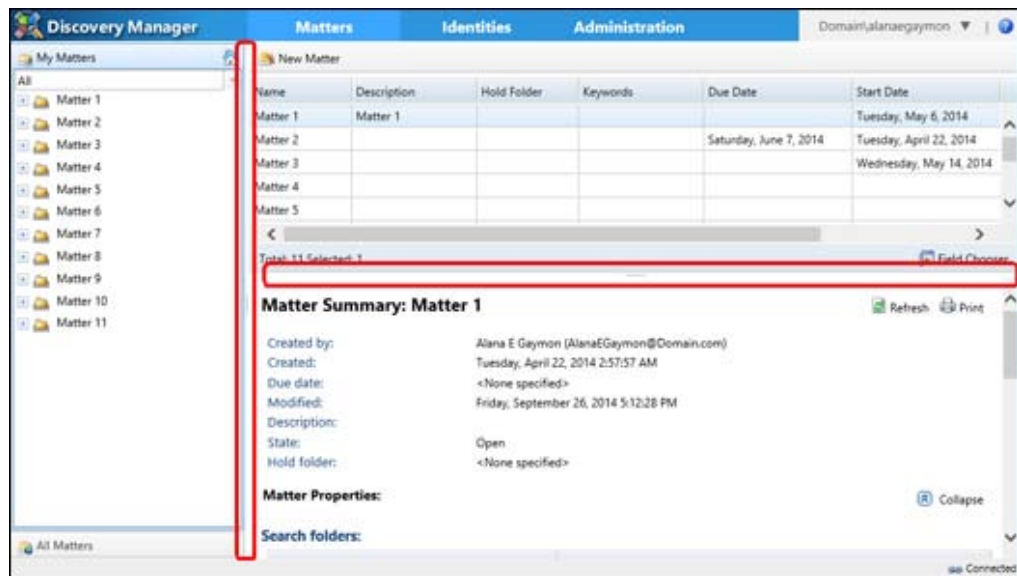 Discovery Manager Matters Identities Administration Domain\alanaegaymon
My Matters
All
Matter 1
Matter 2
Matter 3
Matter 4
Matter 5
Matter 6
Matter 7
Matter 8
Matter 9
Matter 10
Matter 11
All Matters
New Matter
Name Description Hold Folder Keywords Due Date Start Date
Matter 1 Matter 1 Tuesday, May 6, 2014
Matter 2 Saturday, June 7, 2014 Tuesday, April 22, 2014
Matter 3 Wednesday, May 14, 2014
Matter 4
Matter 5
Total: 11 Selected: 1 Field Chooser
Matter Summary: Matter 1 Refresh Print
Created by: Alana E Gaymon (AlanaEGaymon@Domain.com)
Created: Tuesday, April 22, 2014 2:57:57 AM
Due date: <None specified>
Modified: Friday, September 26, 2014 5:12:28 PM
Description:
State: Open
Hold folder: <None specified>
Matter Properties: Collapse
Search folders:
Connected